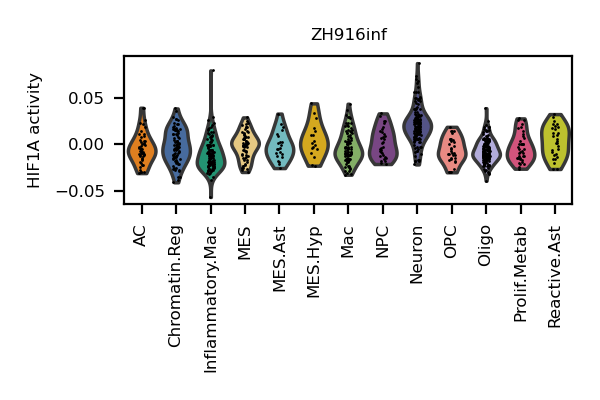 ZH916inf
HIF1A activity
0.05
0.00
−0.05
AC
Chromatin.Reg
Inflammatory.Mac
MES
MES.Ast
MES.Hyp
Mac
NPC
Neuron
OPC
Oligo
Prolif.Metab
Reactive.Ast